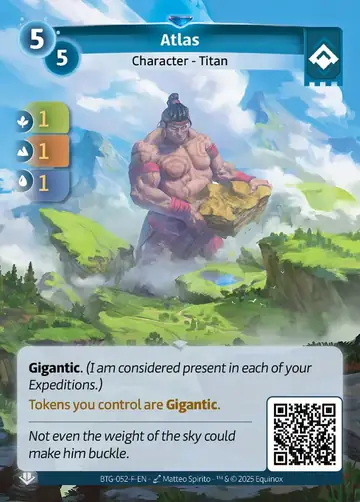 5
5
Atlas
Character - Titan
1
1
1
Gigantic. (I am considered present in each of your
Expeditions.)
Tokens you control are Gigantic.
Not even the weight of the sky could
make him buckle.
BTG-052-F-EN - Matteo Spirito - ™ & © 2025 Equinox